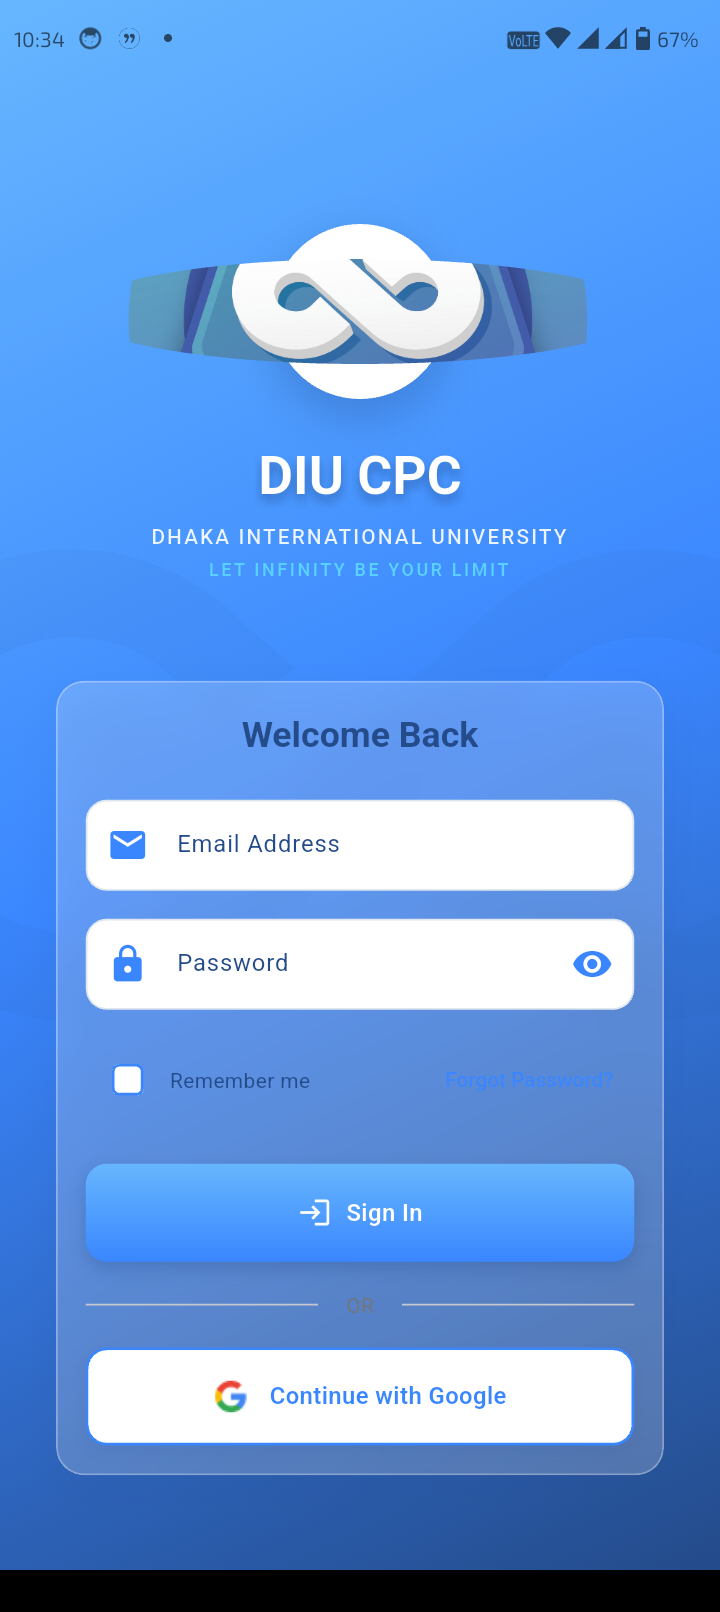 10:34 VoLTE 67%
DIU CPC
DHAKA INTERNATIONAL UNIVERSITY
LET INFINITY BE YOUR LIMIT
Welcome Back
Email Address
Password
Remember me Forgot Password?
Sign In
OR
Continue with Google